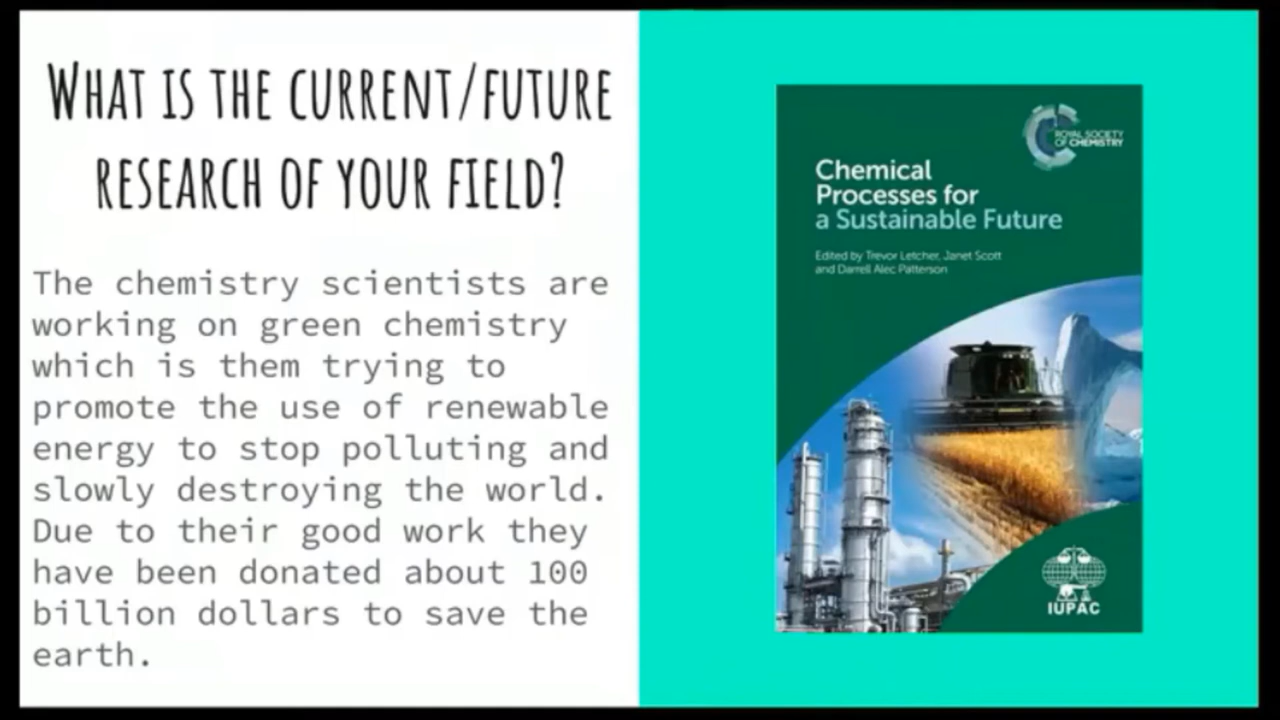 WHAT IS THE CURRENT/FUTURE
RESEARCH OF YOUR FIELD?
The chemistry scientists are
working on green chemistry
which is them trying to
promote the use of renewable
energy to stop polluting and
slowly destroying the world.
Due to their good work they
have been donated about 100
billion dollars to save the
earth.
ROYAL SOCIETY
OF CHEMISTRY
Chemical
Processes for
a Sustainable Future
Edited by Trevor Letcher, Janet Scott
and Darrell Alec Patterson
IUPAC